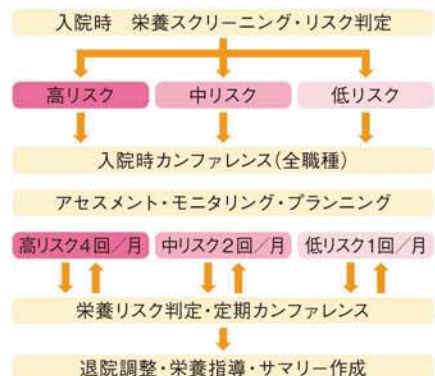 入院時 栄養スクリーニング・リスク判定
高リスク 中リスク 低リスク
入院時カンファレンス(全職種)
アセスメント・モニタリング・プランニング
高リスク4回/月 中リスク2回/月 低リスク1回/月
栄養リスク判定・定期カンファレンス
退院調整・栄養指導・サマリー作成